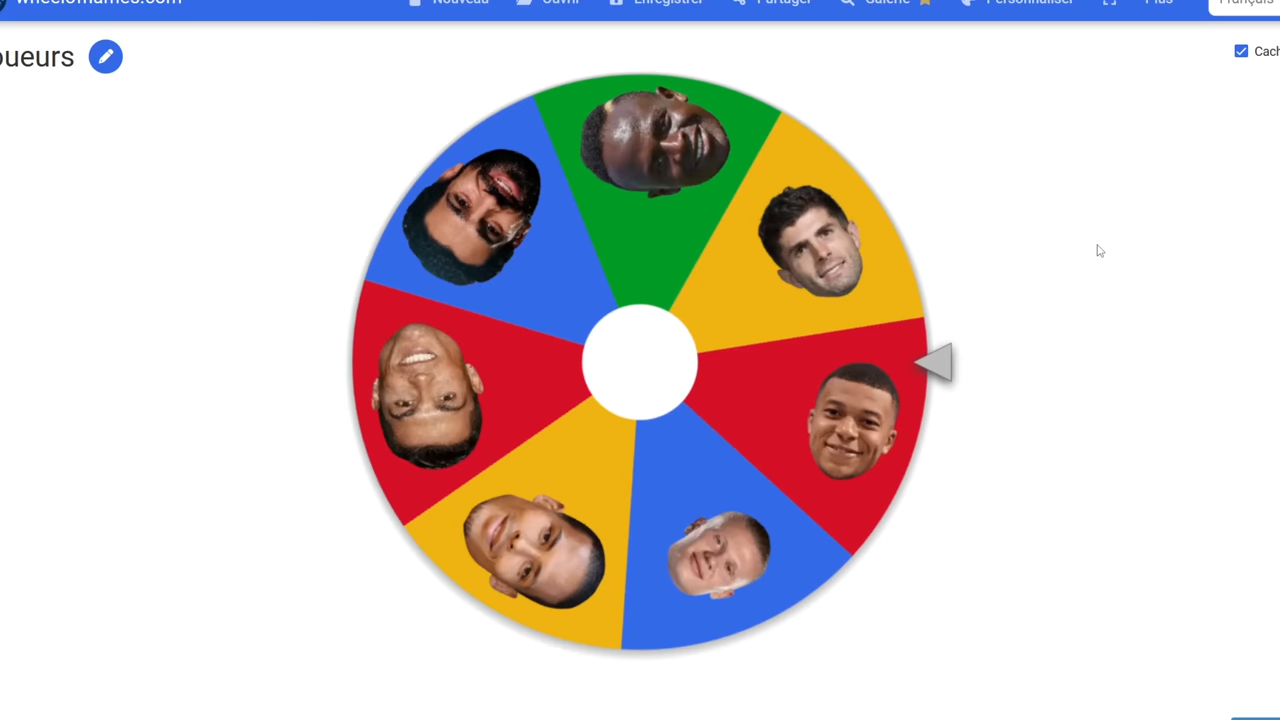 wheelofnames.com Nouveau Ouvrir Enregistrer Partager Galerie Personnaliser Plus Français
oueurs
Cach